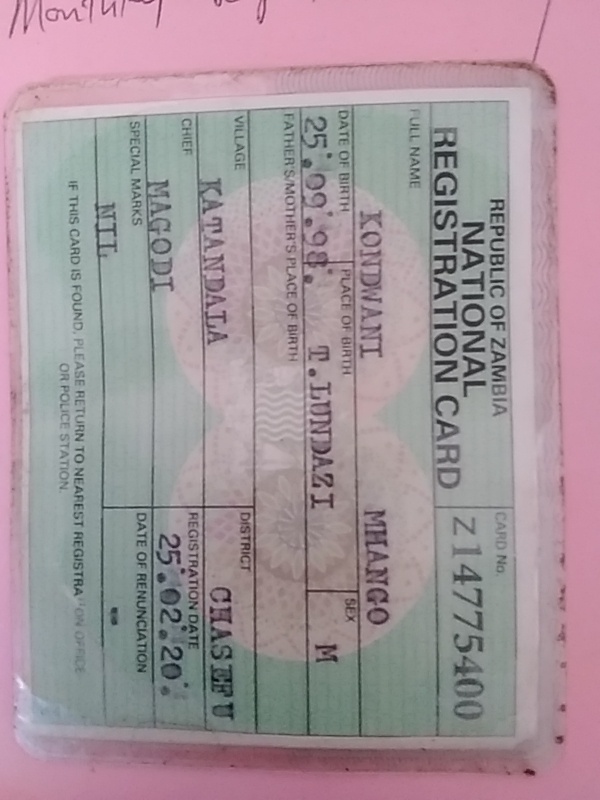 Monthly
REPUBLIC OF ZAMBIA
NATIONAL
REGISTRATION CARD
CARD No.
Z14775400
FULL NAME
KONDWANI MHANGO
DATE OF BIRTH PLACE OF BIRTH SEX
25.09.98. T.LUNDAZI M
FATHER'S/MOTHER'S PLACE OF BIRTH
VILLAGE DISTRICT
KATANDALA CHASEFU
CHIEF REGISTRATION DATE
MAGODI 25.02.20.
SPECIAL MARKS DATE OF RENUNCIATION
NIL -
IF THIS CARD IS FOUND, PLEASE RETURN TO NEAREST REGISTRATION OFFICE
OR POLICE STATION.